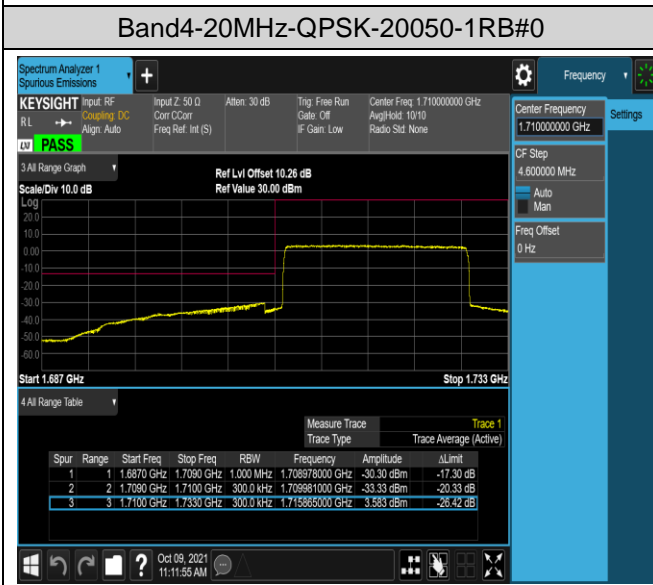 Band4-20MHz-QPSK-20050-1RB#0
Spectrum Analyzer 1
Spurious Emissions
+
Frequency
KEYSIGHT Input: RF Input Z: 50 Ω Atten: 30 dB Trig: Free Run Center Freq: 1.710000000 GHz
RL Coupling: DC Corr CCorr Gate: Off Avg|Hold: 10/10
Align: Auto Freq Ref: Int (S) IF Gain: Low Radio Std: None
LXI PASS
Center Frequency
1.710000000 GHz
Settings
CF Step
4.600000 MHz
Auto
Man
Freq Offset
0 Hz
3 All Range Graph
Ref Lvl Offset 10.26 dB
Scale/Div 10.0 dB Ref Value 30.00 dBm
Log
20.0
10.0
0.00
-10.0
-20.0
-30.0
-40.0
-50.0
-60.0
Start 1.687 GHz Stop 1.733 GHz
4 All Range Table
Measure Trace Trace 1
Trace Type Trace Average (Active)
Spur Range Start Freq Stop Freq RBW Frequency Amplitude ΔLimit
1 1 1.6870 GHz 1.7090 GHz 1.000 MHz 1.708978000 GHz -30.30 dBm -17.30 dB
2 2 1.7090 GHz 1.7100 GHz 300.0 kHz 1.709981000 GHz -33.33 dBm -20.33 dB
3 3 1.7100 GHz 1.7330 GHz 300.0 kHz 1.715865000 GHz 3.583 dBm -26.42 dB
? Oct 09, 2021
11:11:55 AM